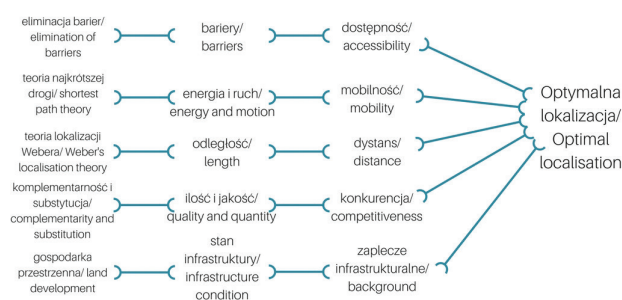 eliminacja barier/
elimination of
barriers
bariery/
barriers
dostępność/
accessibility
teoria najkrótszej
drogi/ shortest
path theory
energia i ruch/
energy and motion
mobilność/
mobility
teoria lokalizacji
Webera/ Weber's
localisation theory
odległość/
length
dystans/
distance
komplementarność i
substytucja/
complementarity and
substitution
ilość i jakość/
quality and quantity
konkurencja/
competitiveness
gospodarka
przestrzenna/ land
development
stan
infrastruktury/
infrastructure
condition
zaplecze
infrastrukturalne/
background
Optymalna
lokalizacja/
Optimal
localisation